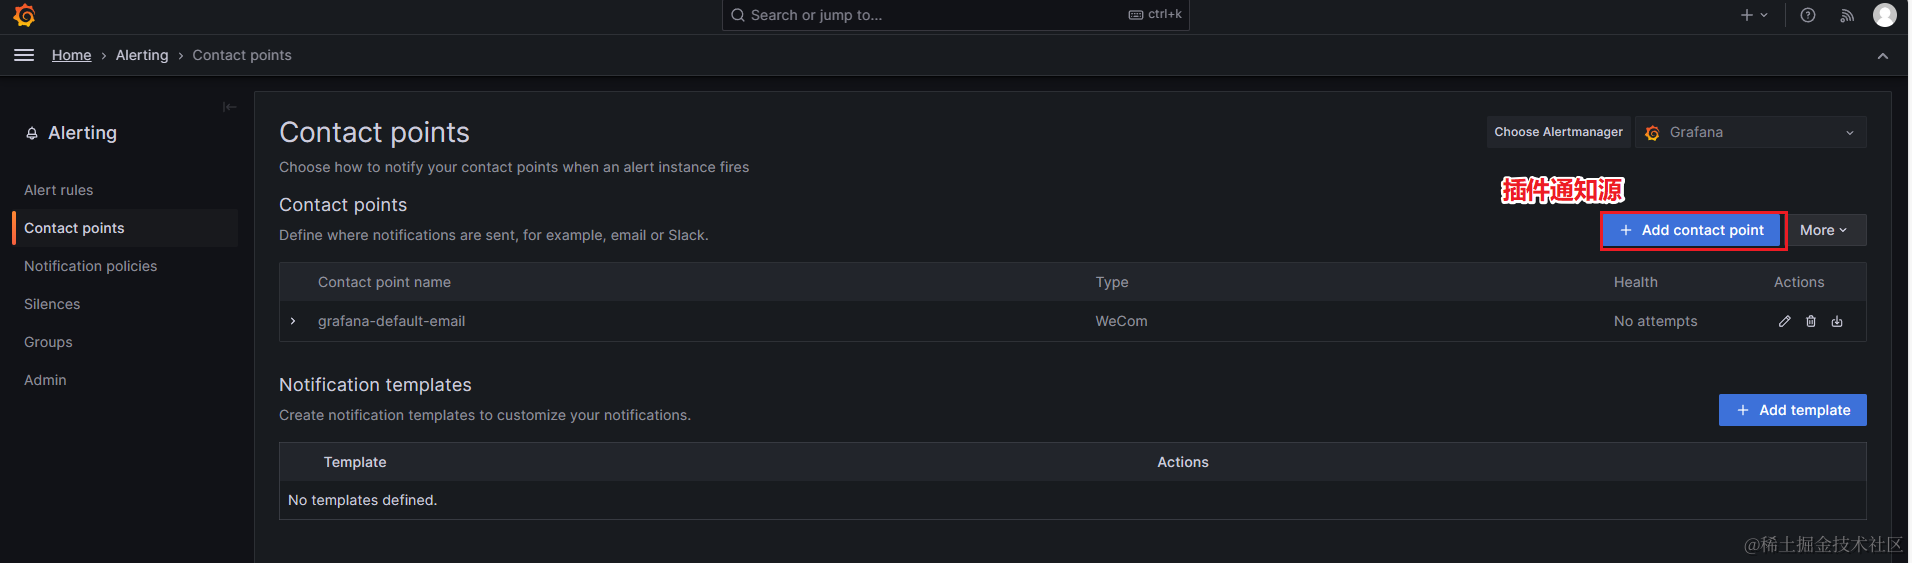 Search or jump to...
ctrl+k
Home › Alerting › Contact points
Alerting
Alert rules
Contact points
Notification policies
Silences
Groups
Admin
Contact points
Choose Alertmanager
Grafana
Choose how to notify your contact points when an alert instance fires
插件通知源
Contact points
Define where notifications are sent, for example, email or Slack.
+ Add contact point
More
Contact point name Type Health Actions
grafana-default-email WeCom No attempts
Notification templates
Create notification templates to customize your notifications.
+ Add template
Template Actions
No templates defined.
@稀土掘金技术社区